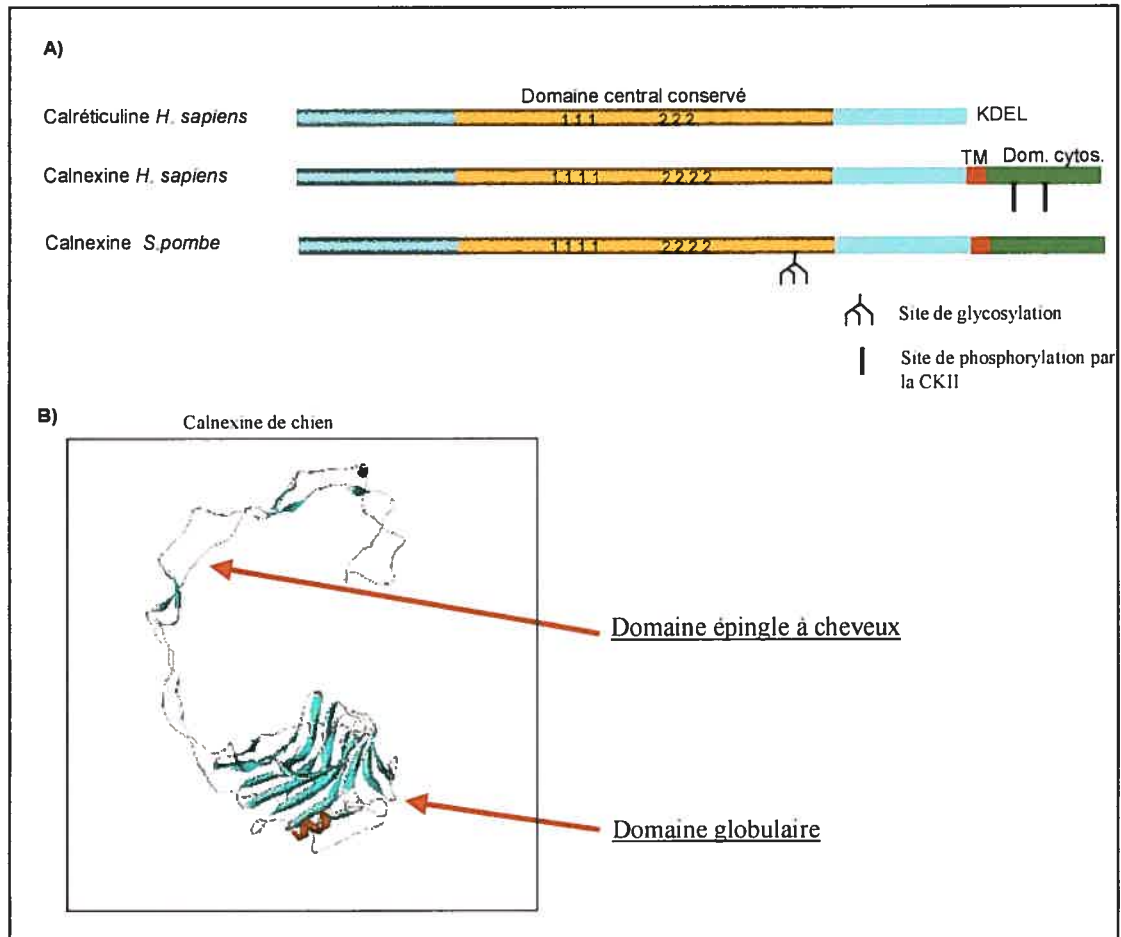 A)
Domaine central conservé
Calréticuline H. sapiens
1 1 1 2 2 2
KDEL
TM Dom. cytos.
Calnexine H. sapiens
1 1 1 1 2 2 2 2
Calnexine S.pombe
1 1 1 1 2 2 2 2
Site de glycosylation
Site de phosphorylation par
la CKII
B)
Calnexine de chien
Domaine épingle à cheveux
Domaine globulaire